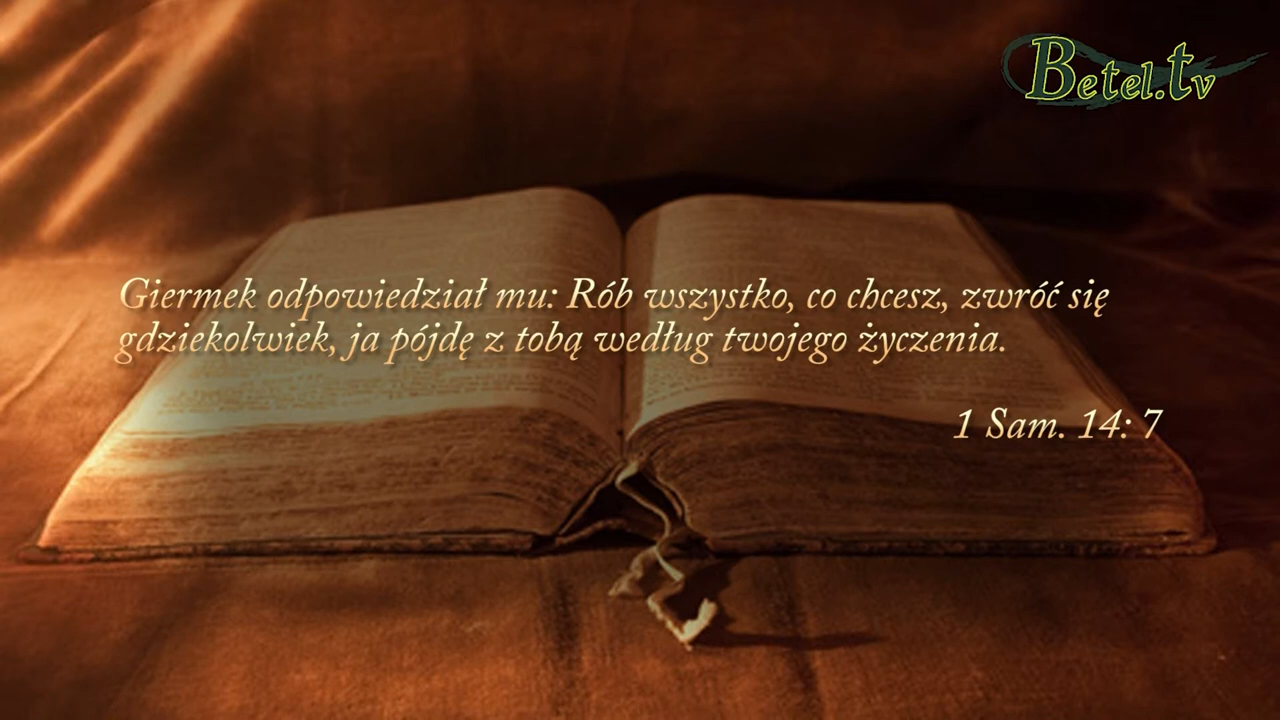 Betel.tv
Giermek odpowiedział mu: Rób wszystko, co chcesz, zwróć się
gdziekolwiek, ja pójdę z tobą według twojego życzenia.
1 Sam. 14: 7